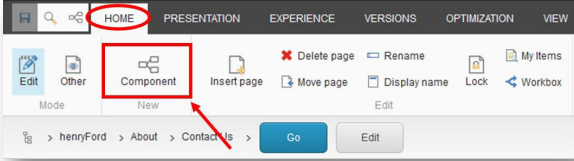 HOME PRESENTATION EXPERIENCE VERSIONS OPTIMIZATION VIEW
Delete page Rename My Items
Edit Other Component Insert page Move page Display name Lock Workbox
Mode New Edit
> henryFord > About > Contact Us > Go Edit